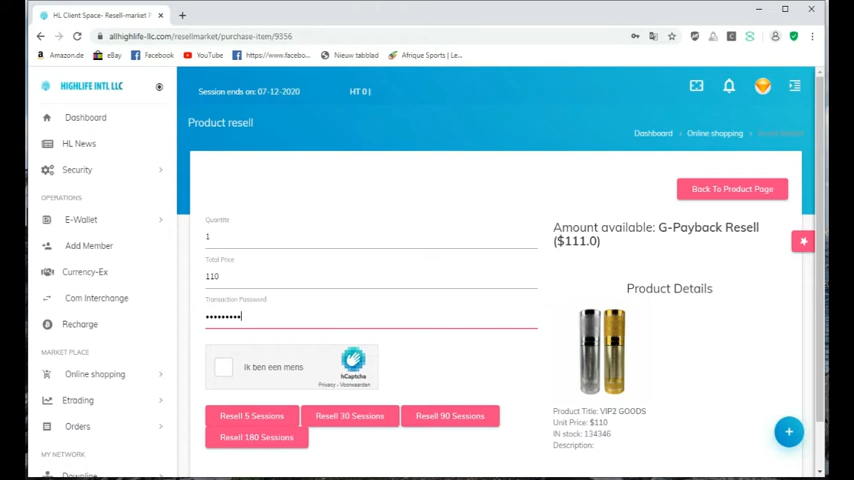 HL Client Space- Resell-market P
allhighlife-llc.com/resellmarket/purchase-item/9356
Amazon.de
eBay
Facebook
YouTube
https://www.facebo...
Nieuw tabblad
Afrique Sports | Le...
HIGHLIFE INTL LLC
Session ends on: 07-12-2020
HT 0 |
Product resell
Dashboard
Online shopping
Dashboard
HL News
Security
OPERATIONS
E-Wallet
Add Member
Currency-Ex
Com Interchange
Recharge
MARKET PLACE
Online shopping
Etrading
Orders
MY NETWORK
Downline
Back To Product Page
Quantite
1
Total Price
110
Transaction Password
•••••••••
Ik ben een mens
hCaptcha
Privacy - Voorwaarden
Resell 5 Sessions
Resell 30 Sessions
Resell 90 Sessions
Resell 180 Sessions
Amount available: G-Payback Resell
($111.0)
Product Details
Product Title: VIP2 GOODS
Unit Price: $110
IN stock: 134346
Description: